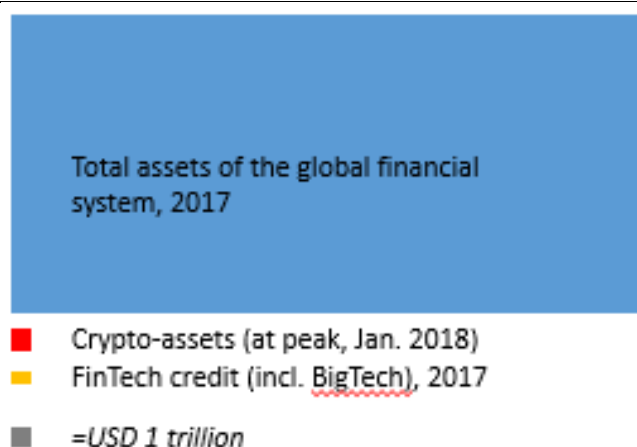 Total assets of the global financial
system, 2017
Crypto-assets (at peak, Jan. 2018)
FinTech credit (incl. BigTech), 2017
=USD 1 trillion